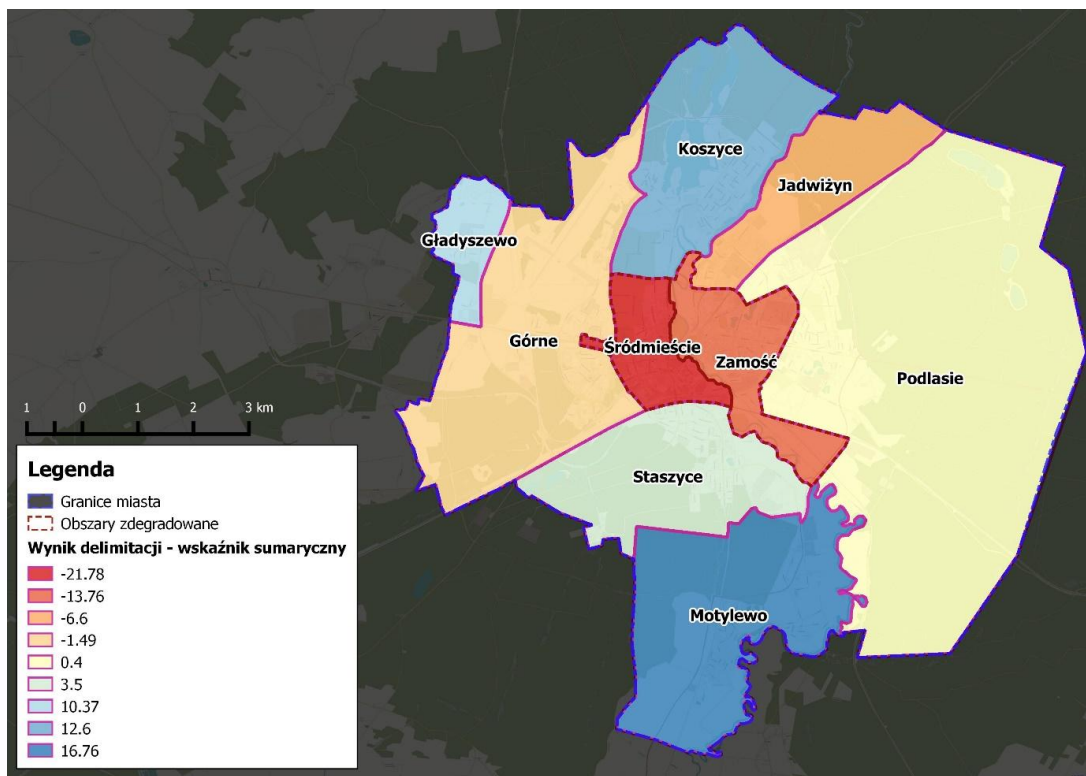 Koszyce
Jadwiżyn
Gładyszewo
Górne
Śródmieście
Zamość
Podlasie
Staszyce
Motylewo
1 0 1 2 3 km
Legenda
Granice miasta
Obszary zdegradowane
Wynik delimitacji - wskaźnik sumaryczny
-21.78
-13.76
-6.6
-1.49
0.4
3.5
10.37
12.6
16.76